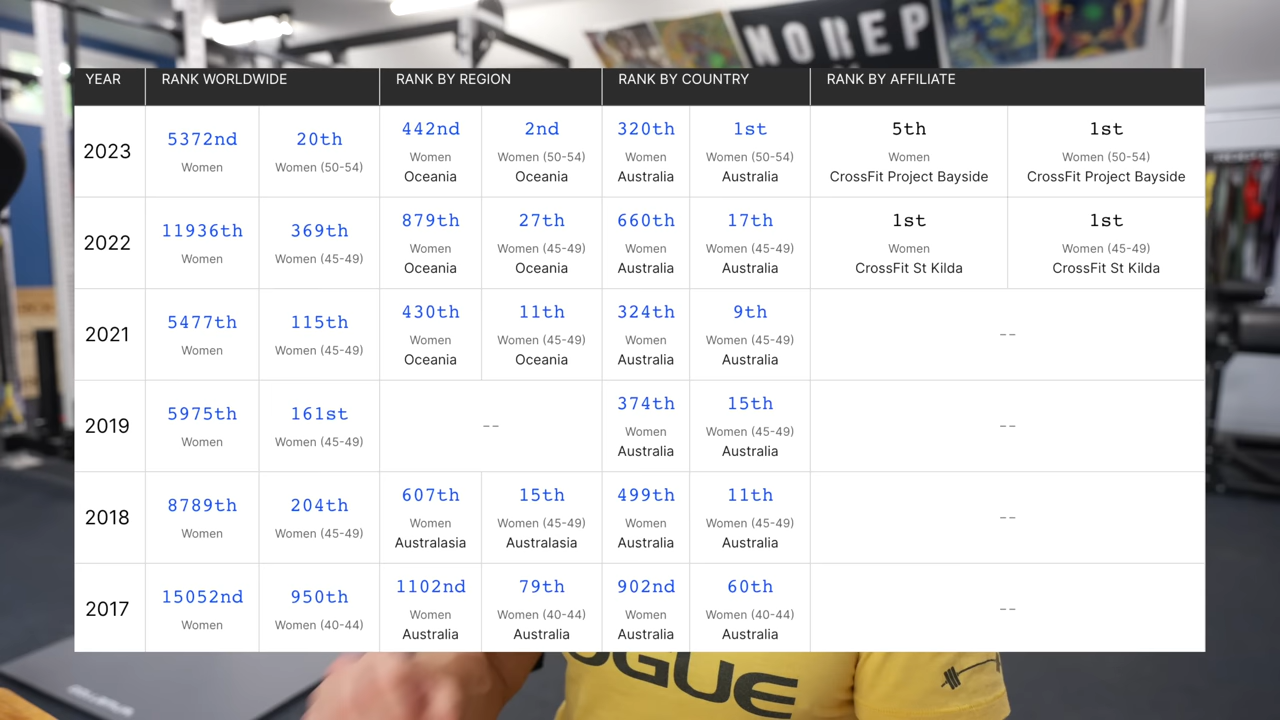 NOREP
YEAR RANK WORLDWIDE RANK BY REGION RANK BY COUNTRY RANK BY AFFILIATE
2023
5372nd
Women
20th
Women (50-54)
442nd
Women
Oceania
2nd
Women (50-54)
Oceania
320th
Women
Australia
1st
Women (50-54)
Australia
5th
Women
CrossFit Project Bayside
1st
Women (50-54)
CrossFit Project Bayside
2022
11936th
Women
369th
Women (45-49)
879th
Women
Oceania
27th
Women (45-49)
Oceania
660th
Women
Australia
17th
Women (45-49)
Australia
1st
Women
CrossFit St Kilda
1st
Women (45-49)
CrossFit St Kilda
2021
5477th
Women
115th
Women (45-49)
430th
Women
Oceania
11th
Women (45-49)
Oceania
324th
Women
Australia
9th
Women (45-49)
Australia
--
2019
5975th
Women
161st
Women (45-49)
--
374th
Women
Australia
15th
Women (45-49)
Australia
--
2018
8789th
Women
204th
Women (45-49)
607th
Women
Australasia
15th
Women (45-49)
Australasia
499th
Women
Australia
11th
Women (45-49)
Australia
--
2017
15052nd
Women
950th
Women (40-44)
1102nd
Women
Australia
79th
Women (40-44)
Australia
902nd
Women
Australia
60th
Women (40-44)
Australia
--
OGUE